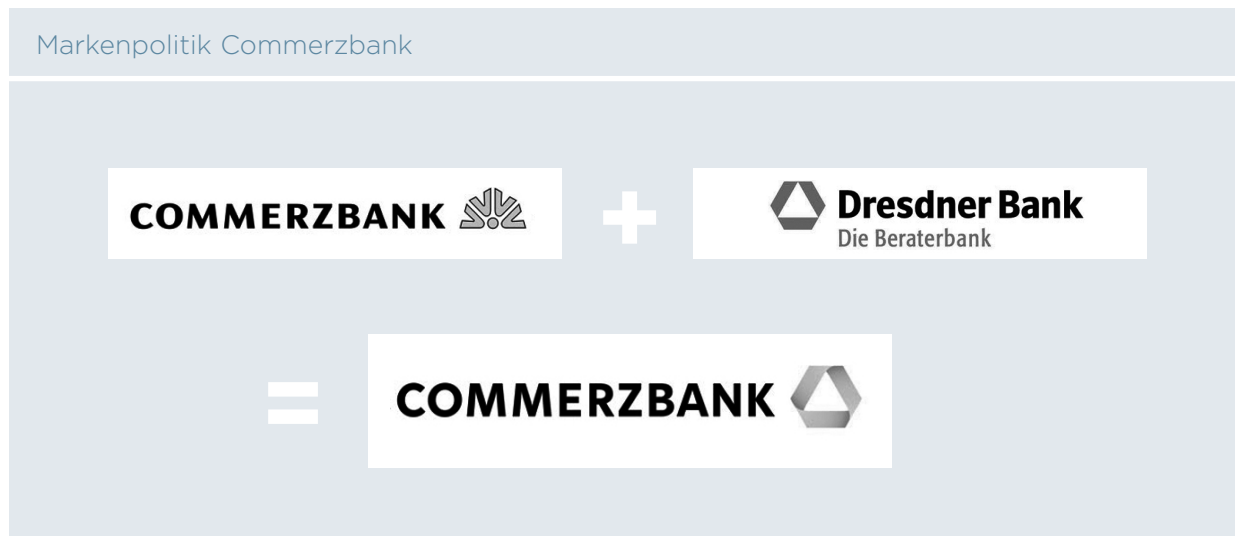 Markenpolitik Commerzbank
COMMERZBANK
+
Dresdner Bank
Die Beraterbank
=
COMMERZBANK